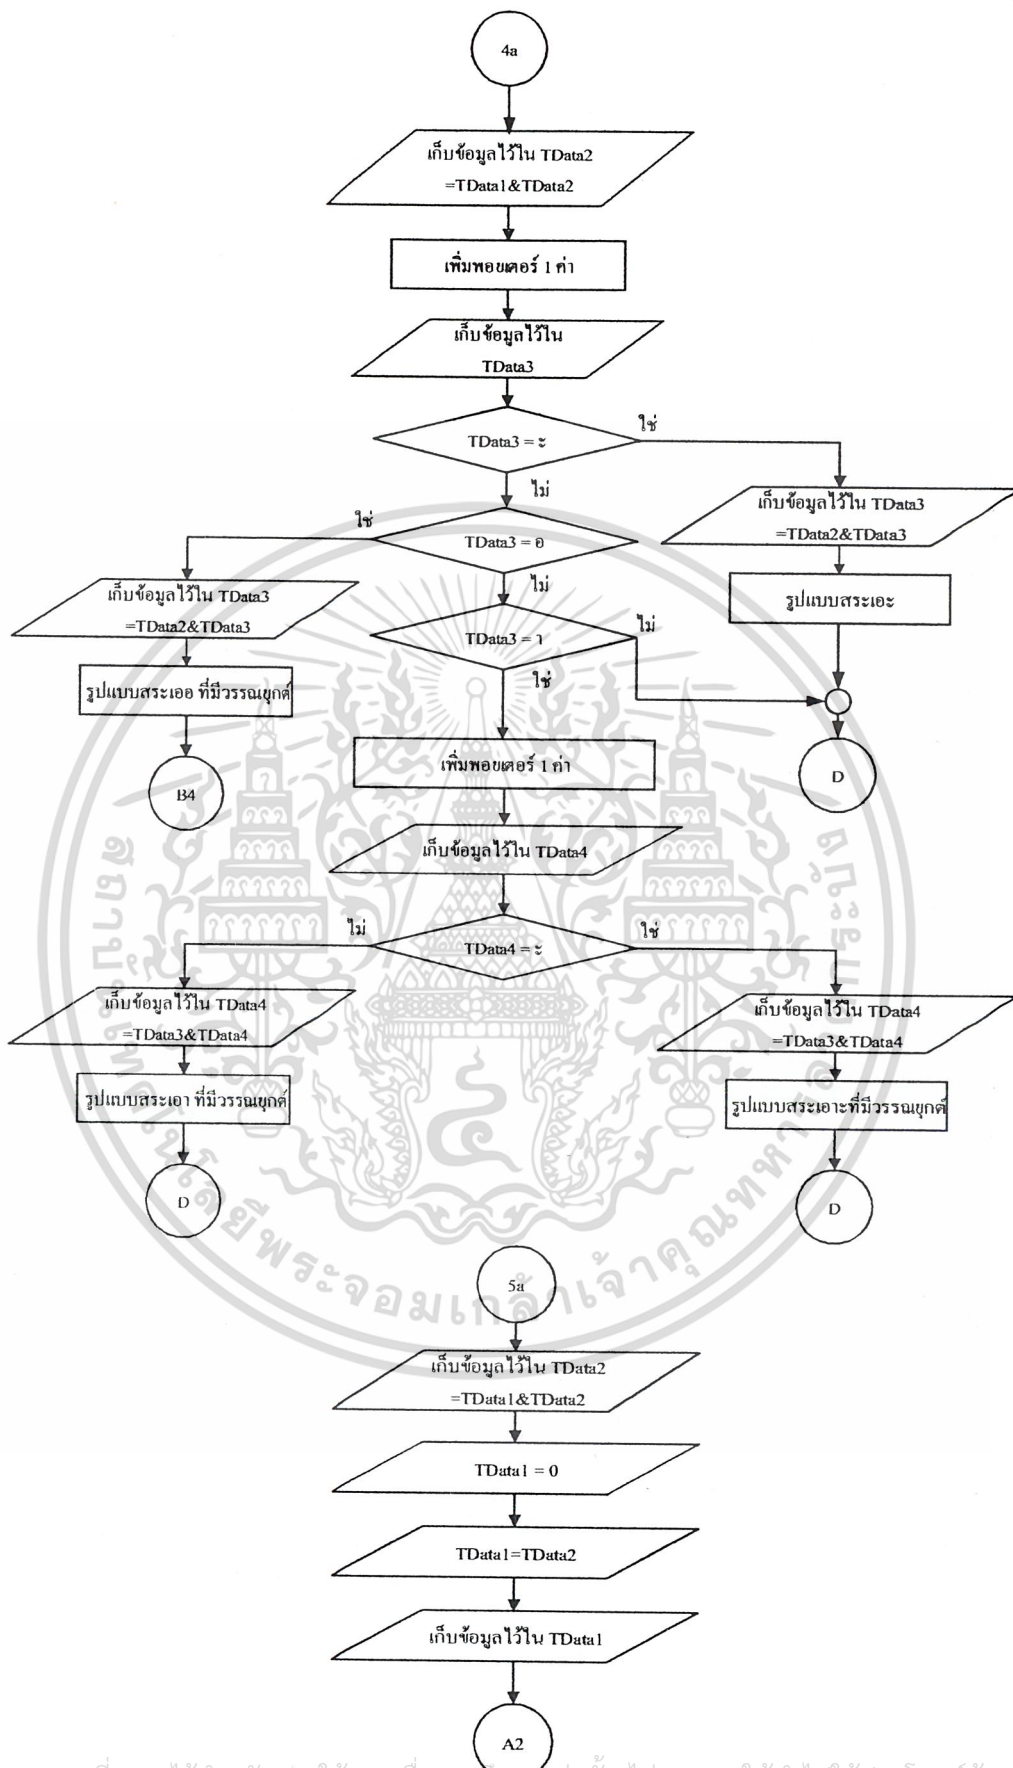 4a
เก็บข้อมูลไว้ใน TData2
=TData1&TData2
เพิ่มพอยเตอร์ 1 ค่า
เก็บข้อมูลไว้ใน
TData3
TData3 = ะ
ใช่
ไม่
เก็บข้อมูลไว้ใน TData3
=TData2&TData3
รูปแบบสระเอะ
TData3 = อ
ใช่
ไม่
เก็บข้อมูลไว้ใน TData3
=TData2&TData3
รูปแบบสระเออ ที่มีวรรณยุกต์
B4
TData3 = า
ไม่
ใช่
D
เพิ่มพอยเตอร์ 1 ค่า
เก็บข้อมูลไว้ใน TData4
TData4 = ะ
ไม่
ใช่
เก็บข้อมูลไว้ใน TData4
=TData3&TData4
รูปแบบสระเอา ที่มีวรรณยุกต์
D
เก็บข้อมูลไว้ใน TData4
=TData3&TData4
รูปแบบสระเอาะที่มีวรรณยุกต์
D
5a
เก็บข้อมูลไว้ใน TData2
=TData1&TData2
TData1 = 0
TData1=TData2
เก็บข้อมูลไว้ใน TData1
A2